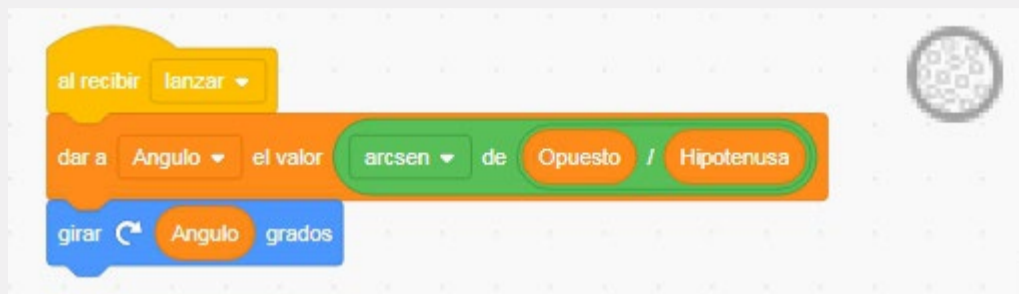 al recibir lanzar
dar a Angulo el valor arcsen de Opuesto / Hipotenusa
girar Angulo grados